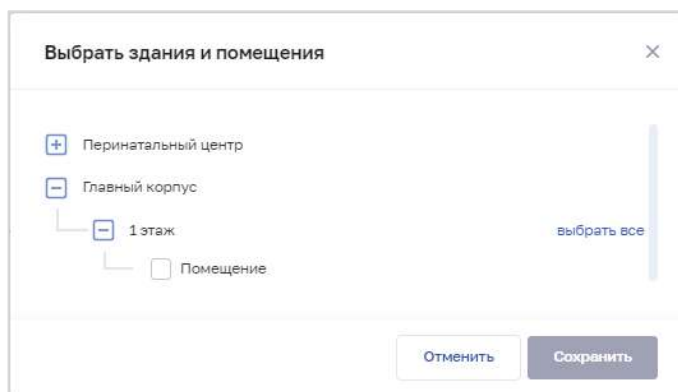 Выбрать здания и помещения
Перинатальный центр
Главный корпус
1 этаж
выбрать все
Помещение
Отменить
Сохранить